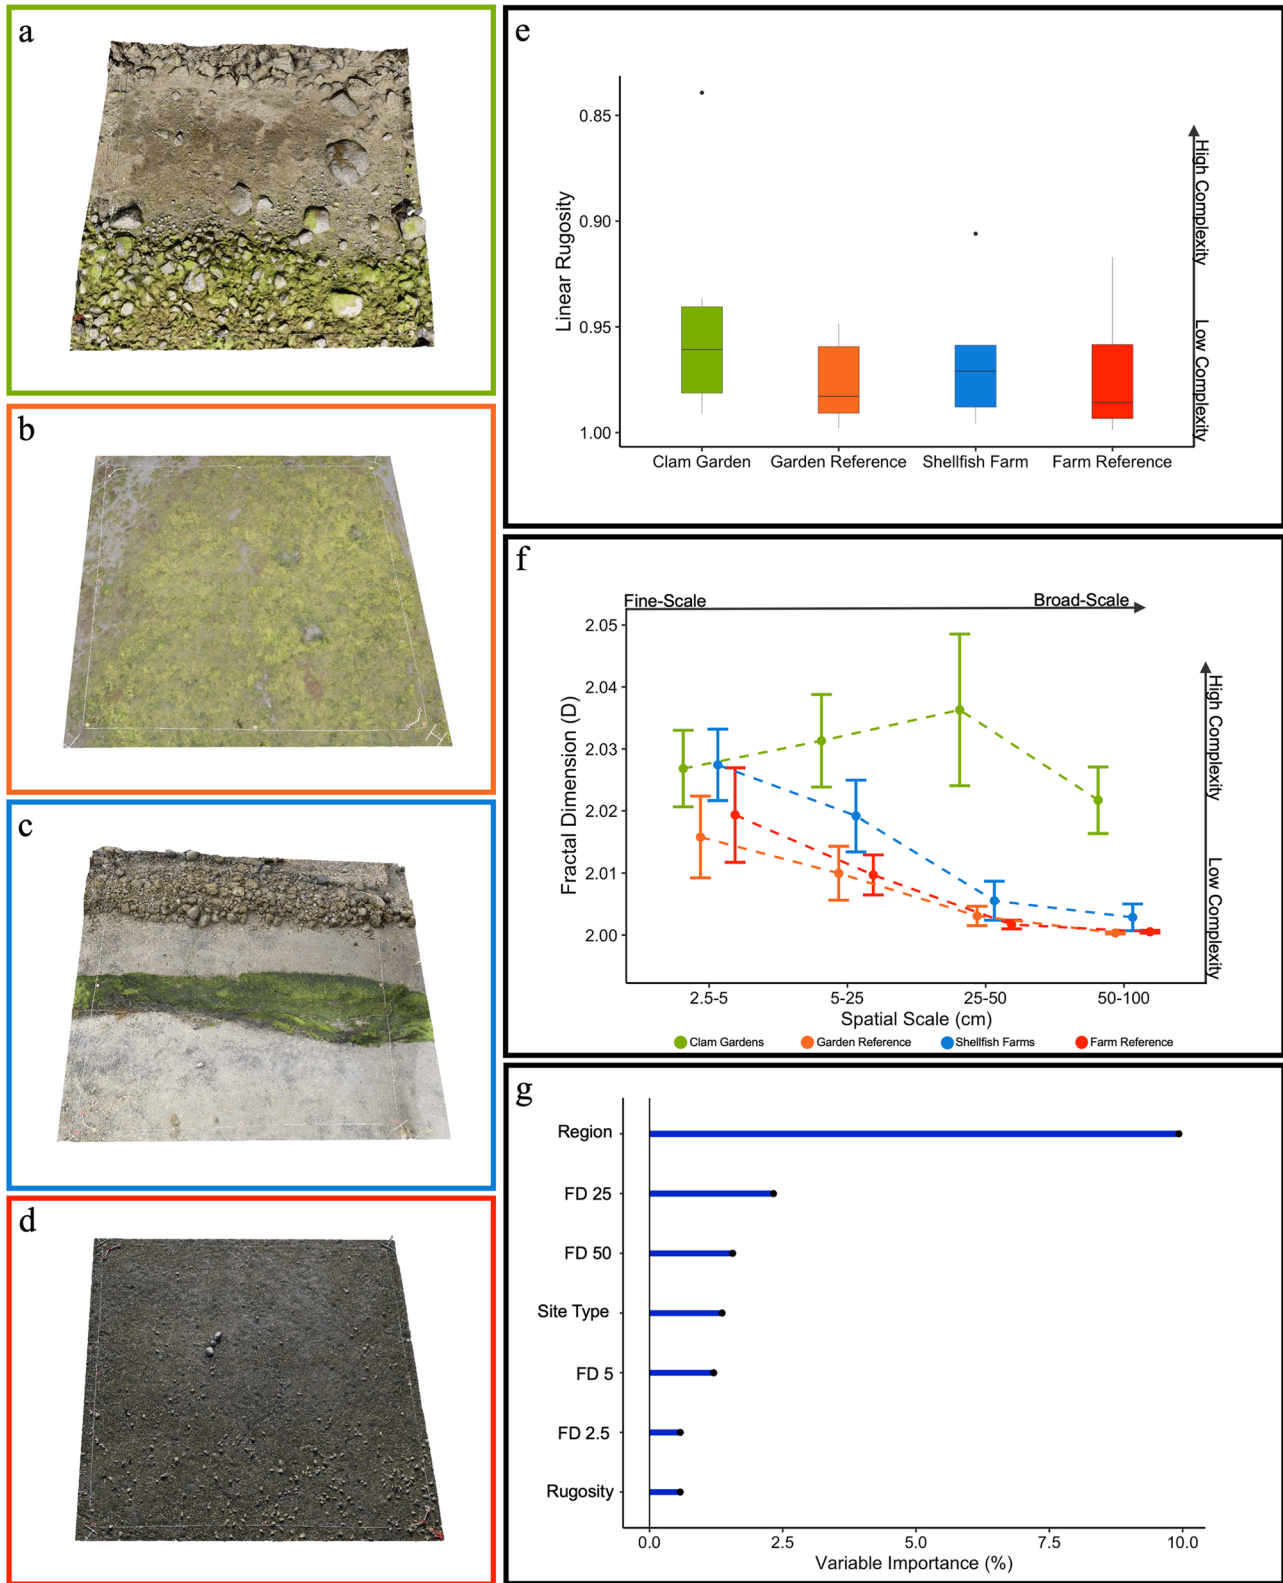 a
b
c
d
e
Linear Rugosity
0.85
0.90
0.95
1.00
Clam Garden Garden Reference Shellfish Farm Farm Reference
High Complexity
Low Complexity
f
Fine-Scale Broad-Scale
Fractal Dimension (D)
2.05
2.04
2.03
2.02
2.01
2.00
2.5-5 5-25 25-50 50-100
Spatial Scale (cm)
Clam Gardens Garden Reference Shellfish Farms Farm Reference
High Complexity
Low Complexity
g
Region
FD 25
FD 50
Site Type
FD 5
FD 2.5
Rugosity
0.0 2.5 5.0 7.5 10.0
Variable Importance (%)